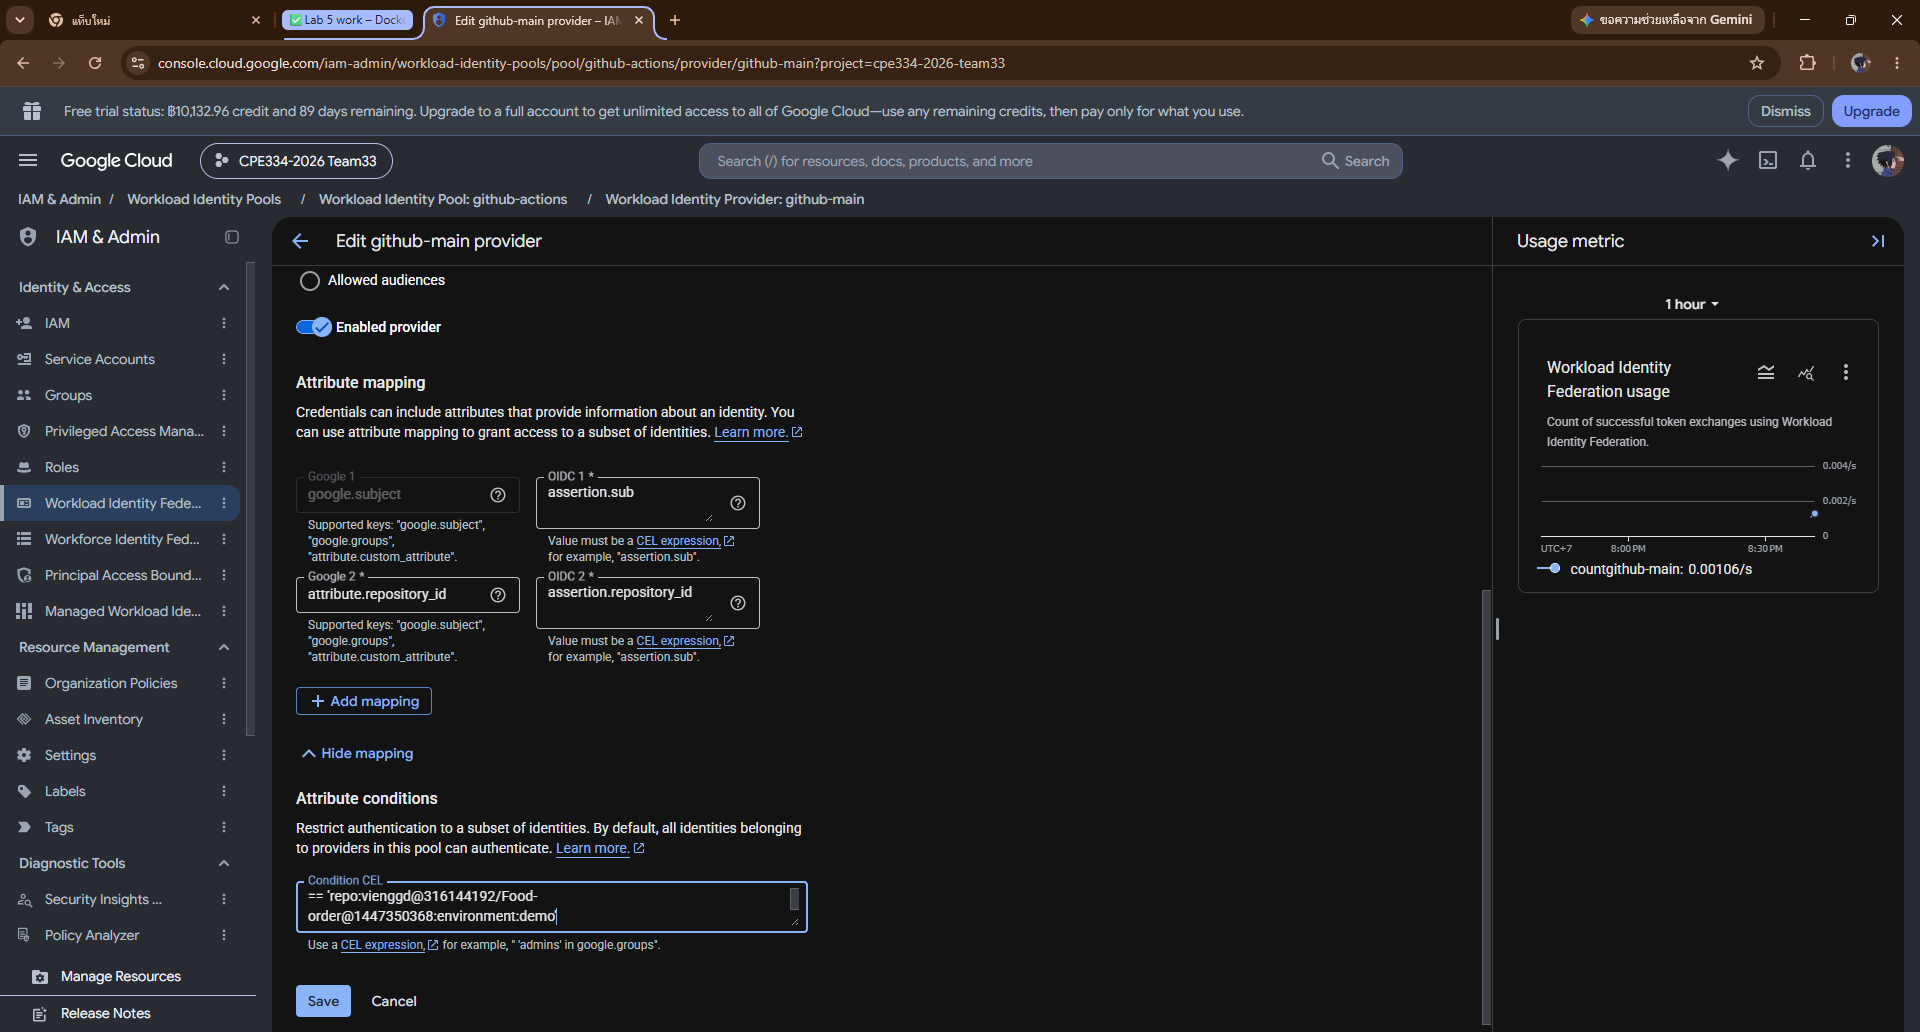 แท็บใหม่
✅ Lab 5 work – Docke
Edit github-main provider – IAM
ขอความช่วยเหลือจาก Gemini
console.cloud.google.com/iam-admin/workload-identity-pools/pool/github-actions/provider/github-main?project=cpe334-2026-team33
Free trial status: ฿10,132.96 credit and 89 days remaining. Upgrade to a full account to get unlimited access to all of Google Cloud—use any remaining credits, then pay only for what you use.
Dismiss
Upgrade
Google Cloud
CPE334-2026 Team33
Search (/) for resources, docs, products, and more
Search
IAM & Admin / Workload Identity Pools / Workload Identity Pool: github-actions / Workload Identity Provider: github-main
IAM & Admin
Identity & Access
IAM
Service Accounts
Groups
Privileged Access Mana...
Roles
Workload Identity Fede...
Workforce Identity Fed...
Principal Access Bound...
Managed Workload Ide...
Resource Management
Organization Policies
Asset Inventory
Settings
Labels
Tags
Diagnostic Tools
Security Insights ...
Policy Analyzer
Manage Resources
Release Notes
Edit github-main provider
Allowed audiences
Enabled provider
Attribute mapping
Credentials can include attributes that provide information about an identity. You
can use attribute mapping to grant access to a subset of identities. Learn more.
Google 1
google.subject
Supported keys: "google.subject",
"google.groups",
"attribute.custom_attribute".
OIDC 1 *
assertion.sub
Value must be a CEL expression,
for example, "assertion.sub".
Google 2 *
attribute.repository_id
Supported keys: "google.subject",
"google.groups",
"attribute.custom_attribute".
OIDC 2 *
assertion.repository_id
Value must be a CEL expression,
for example, "assertion.sub".
Add mapping
Hide mapping
Attribute conditions
Restrict authentication to a subset of identities. By default, all identities belonging
to providers in this pool can authenticate. Learn more.
Condition CEL
== 'repo:vienggd@316144192/Food-
order@1447350368:environment:demo'
Use a CEL expression, for example, " 'admins' in google.groups".
Save
Cancel
Usage metric
1 hour
Workload Identity
Federation usage
Count of successful token exchanges using Workload
Identity Federation.
0.004/s
0.002/s
0
UTC+7
8:00 PM
8:30 PM
countgithub-main: 0.00106/s